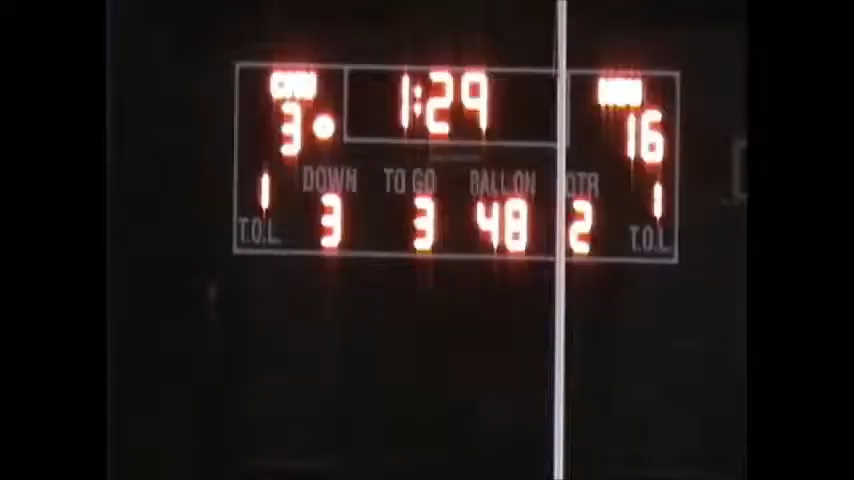 1:29
3 16
DOWN TO GO BALL ON QTR
1 3 3 48 2 1
T.O.L. T.O.L.